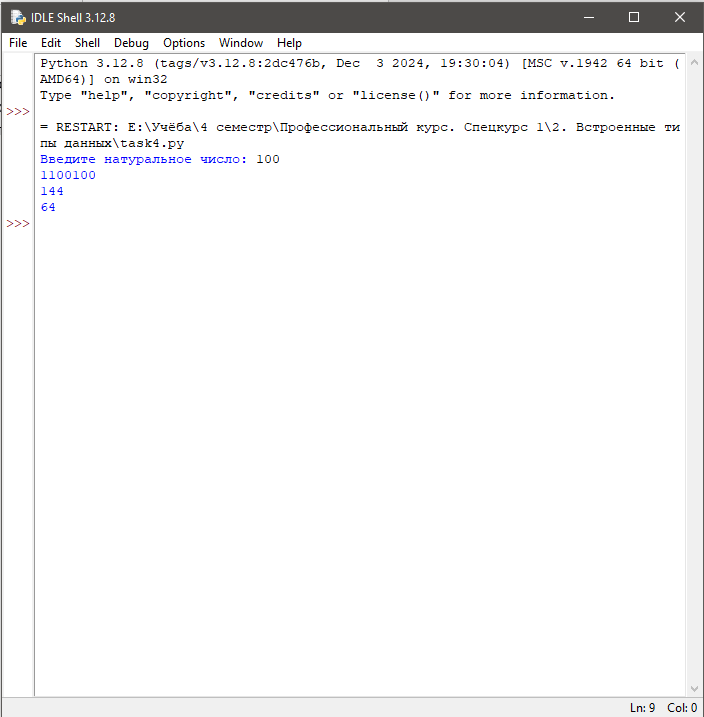 IDLE Shell 3.12.8
File Edit Shell Debug Options Window Help
Python 3.12.8 (tags/v3.12.8:2dc476b, Dec  3 2024, 19:30:04) [MSC v.1942 64 bit (
AMD64)] on win32
Type "help", "copyright", "credits" or "license()" for more information.
>>>
= RESTART: E:\Учёба\4 семестр\Профессиональный курс. Спецкурс 1\2. Встроенные ти
пы данных\task4.py
Введите натуральное число: 100
1100100
144
64
>>>
Ln: 9 Col: 0